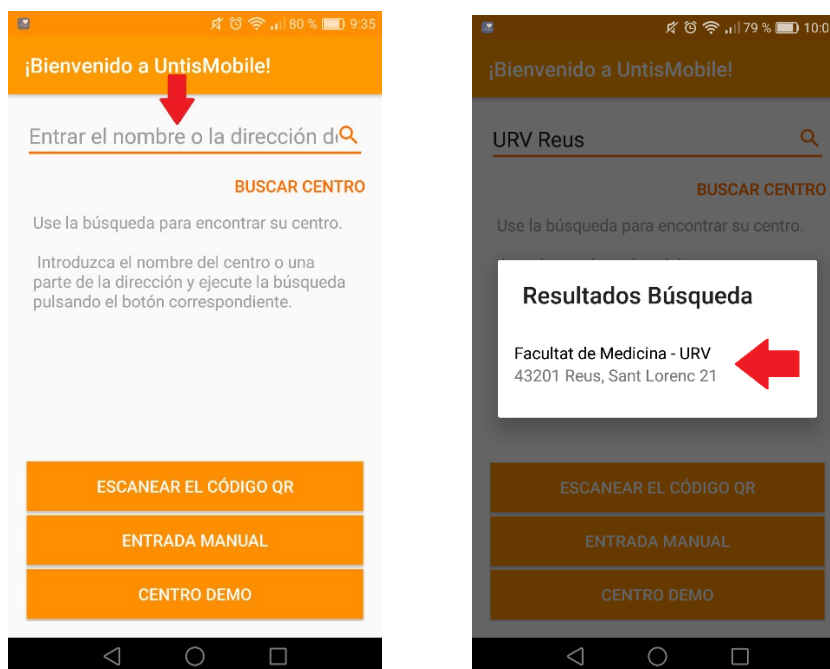 80 % 9:35
¡Bienvenido a UntisMobile!
Entrar el nombre o la dirección d
BUSCAR CENTRO
Use la búsqueda para encontrar su centro.
Introduzca el nombre del centro o una
parte de la dirección y ejecute la búsqueda
pulsando el botón correspondiente.
ESCANEAR EL CÓDIGO QR
ENTRADA MANUAL
CENTRO DEMO
79 % 10:0
¡Bienvenido a UntisMobile!
URV Reus
BUSCAR CENTRO
Use la búsqueda para encontrar su centro.
Resultados Búsqueda
Facultat de Medicina - URV
43201 Reus, Sant Lorenc 21
ESCANEAR EL CÓDIGO QR
ENTRADA MANUAL
CENTRO DEMO